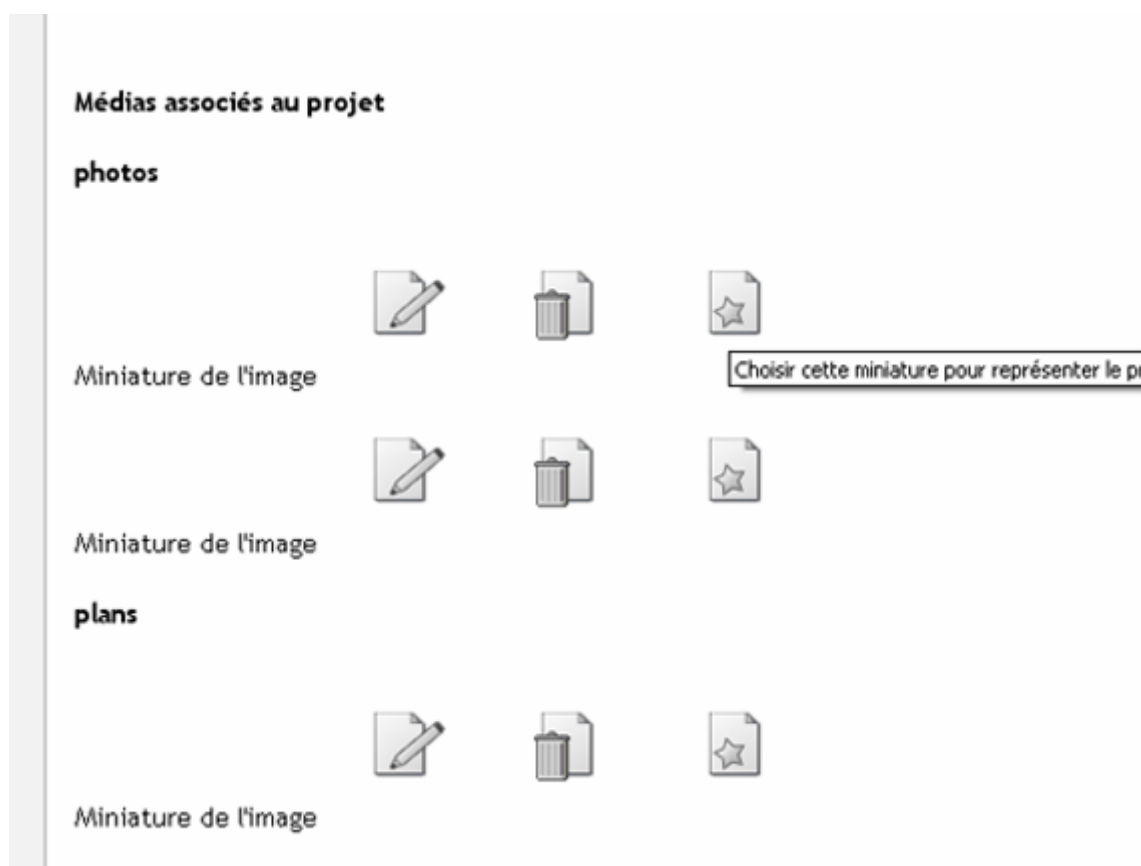 Médias associés au projet
photos
Miniature de l'image
Choisir cette miniature pour représenter le
Miniature de l'image
plans
Miniature de l'image